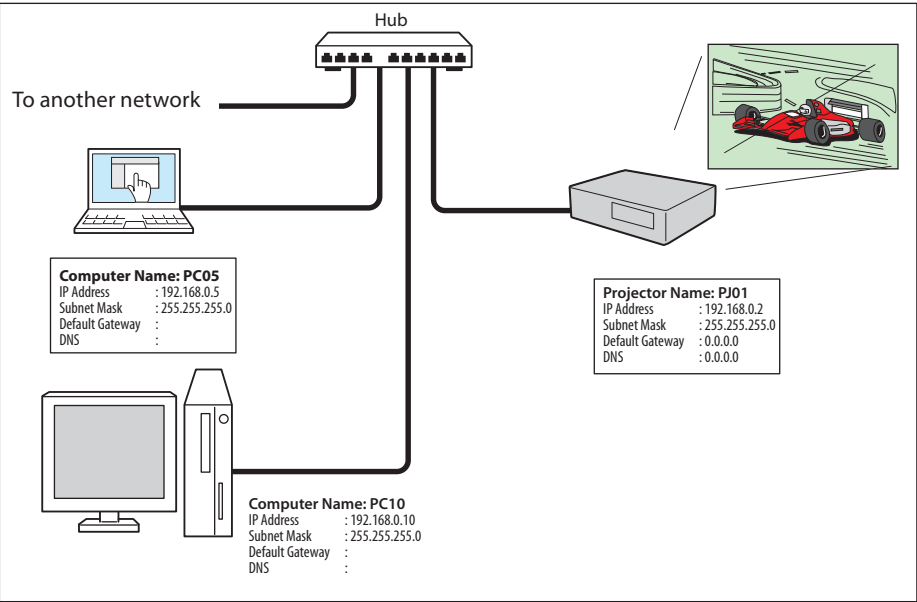 Hub
To another network
Computer Name: PC05
IP Address : 192.168.0.5
Subnet Mask : 255.255.255.0
Default Gateway :
DNS :
Projector Name: PJ01
IP Address : 192.168.0.2
Subnet Mask : 255.255.255.0
Default Gateway : 0.0.0.0
DNS : 0.0.0.0
Computer Name: PC10
IP Address : 192.168.0.10
Subnet Mask : 255.255.255.0
Default Gateway :
DNS :